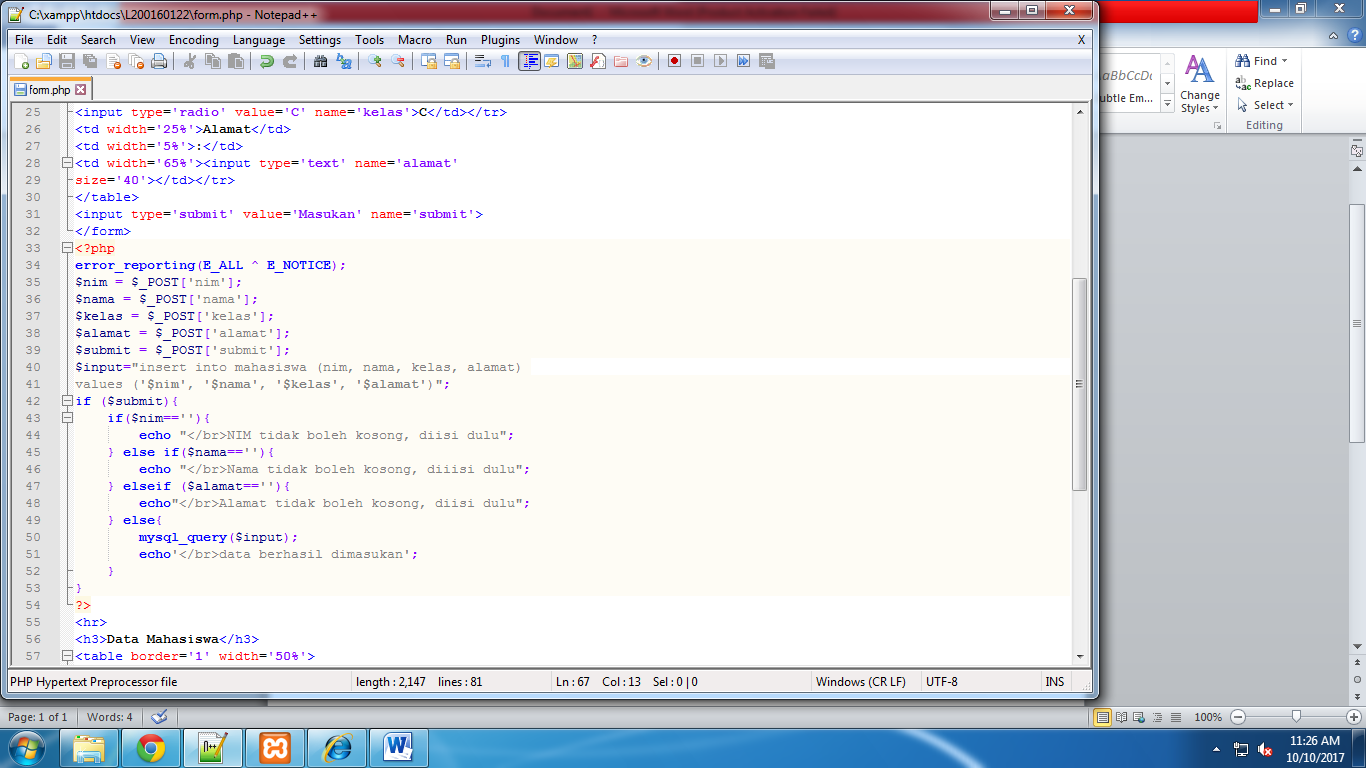 C:\xampp\htdocs\L200160122\form.php - Notepad++
File Edit Search View Encoding Language Settings Tools Macro Run Plugins Window ? X
form.php
25 <input type='radio' value='C' name='kelas'>C</td></tr>
26 <td width='25%'>Alamat</td>
27 <td width='5%'>:</td>
28 <td width='65%'><input type='text' name='alamat'
29 size='40'></td></tr>
30 </table>
31 <input type='submit' value='Masukan' name='submit'>
32 </form>
33 <?php
34 error_reporting(E_ALL ^ E_NOTICE);
35 $nim = $_POST['nim'];
36 $nama = $_POST['nama'];
37 $kelas = $_POST['kelas'];
38 $alamat = $_POST['alamat'];
39 $submit = $_POST['submit'];
40 $input="insert into mahasiswa (nim, nama, kelas, alamat)
41 values ('$nim', '$nama', '$kelas', '$alamat')";
42 if ($submit){
43 if($nim==''){
44 echo "</br>NIM tidak boleh kosong, diisi dulu";
45 } else if($nama==''){
46 echo "</br>Nama tidak boleh kosong, diiisi dulu";
47 } elseif ($alamat==''){
48 echo"</br>Alamat tidak boleh kosong, diisi dulu";
49 } else{
50 mysql_query($input);
51 echo'</br>data berhasil dimasukan';
52 }
53 }
54 ?>
55 <hr>
56 <h3>Data Mahasiswa</h3>
57 <table border='1' width='50%'>
PHP Hypertext Preprocessor file length : 2,147 lines : 81 Ln : 67 Col : 13 Sel : 0 | 0 Windows (CR LF) UTF-8 INS
aBbCcDc
ubtle Em...
Change
Styles
Find
Replace
Select
Editing
Page: 1 of 1 Words: 4 100%
11:26 AM
10/10/2017